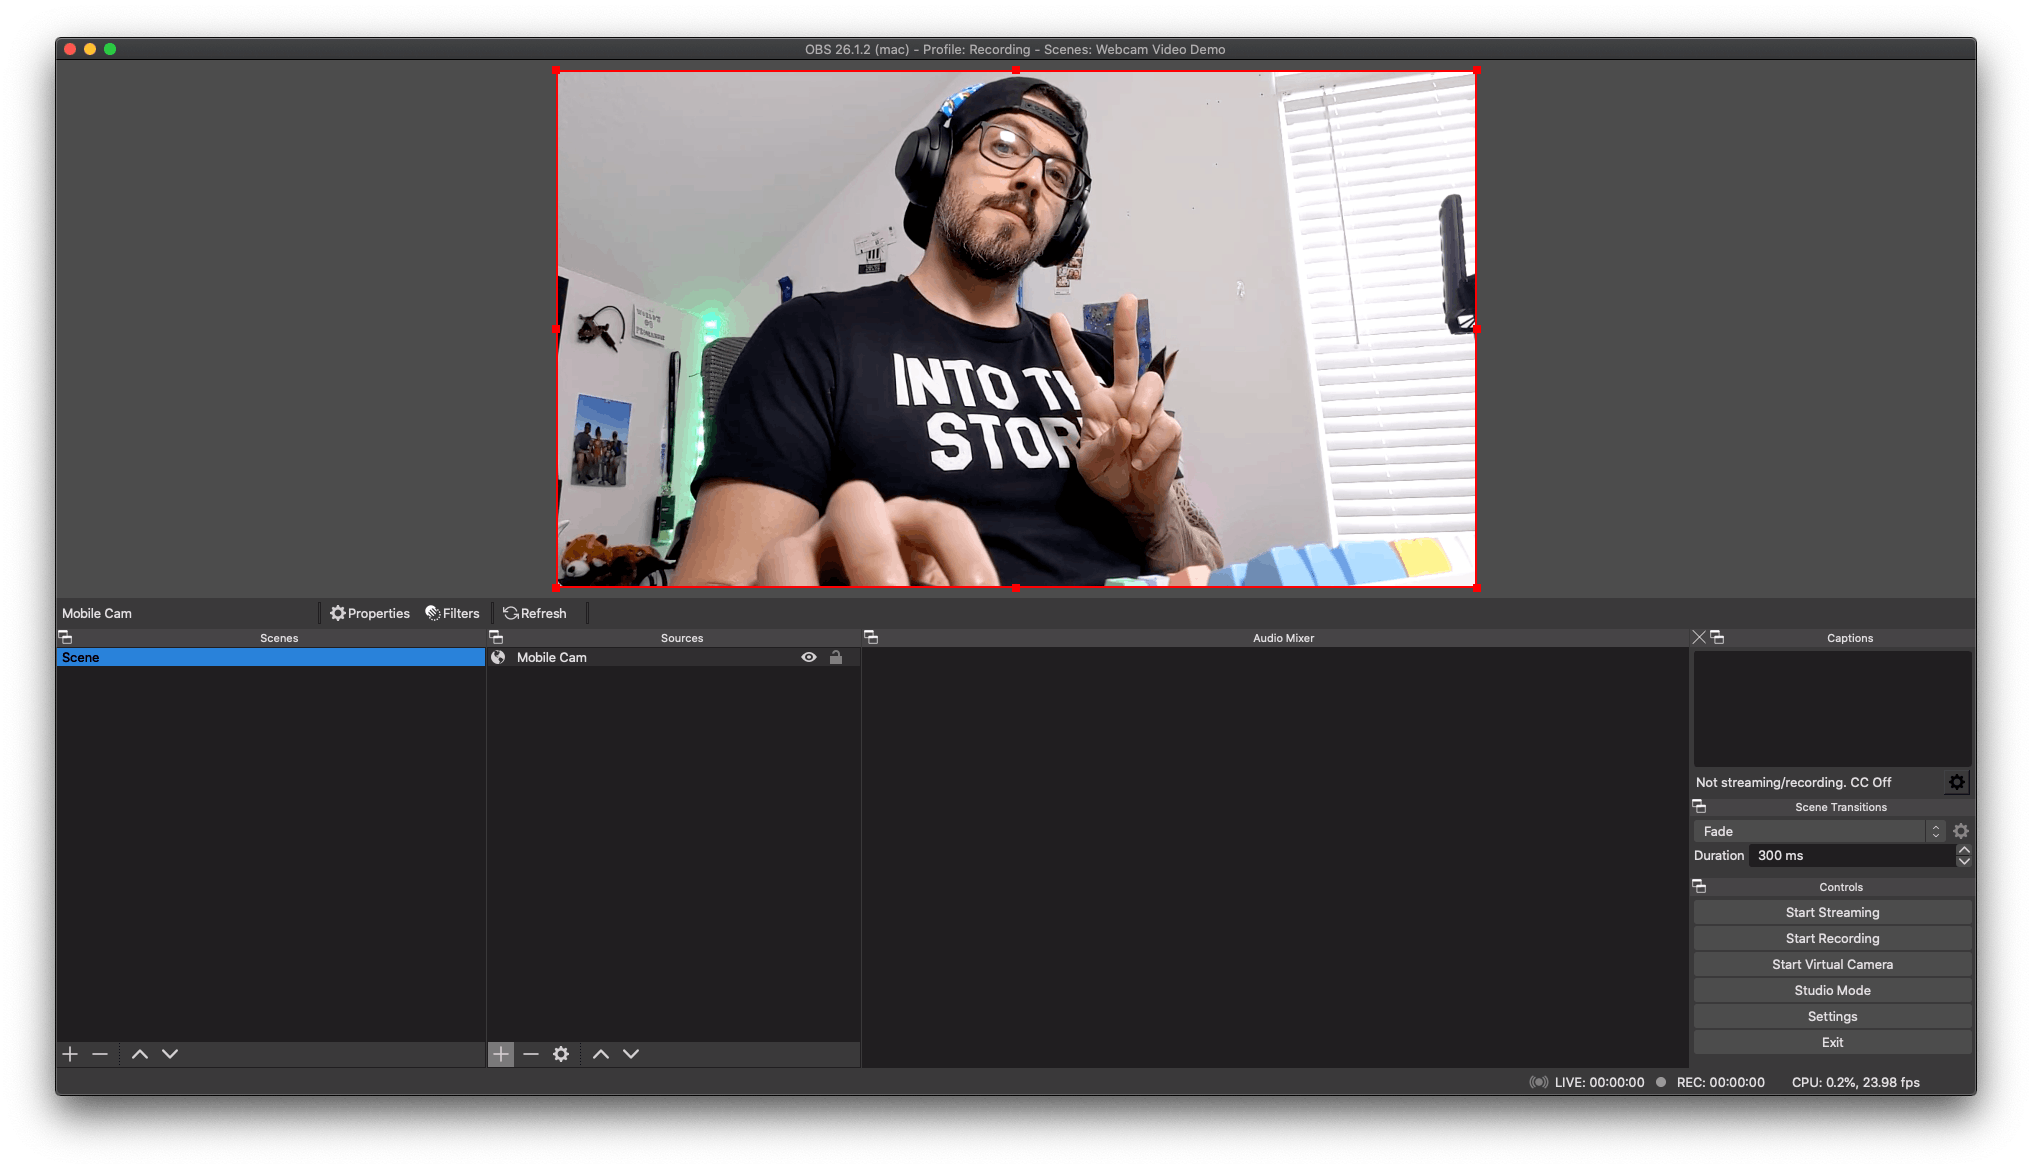 OBS 26.1.2 (mac) - Profile: Recording - Scenes: Webcam Video Demo
INTO TH
STOR
Mobile Cam
Properties
Filters
Refresh
Scenes
Sources
Audio Mixer
Captions
Scene
Mobile Cam
Not streaming/recording. CC Off
Scene Transitions
Fade
Duration 300 ms
Controls
Start Streaming
Start Recording
Start Virtual Camera
Studio Mode
Settings
Exit
LIVE: 00:00:00
REC: 00:00:00
CPU: 0.2%, 23.98 fps